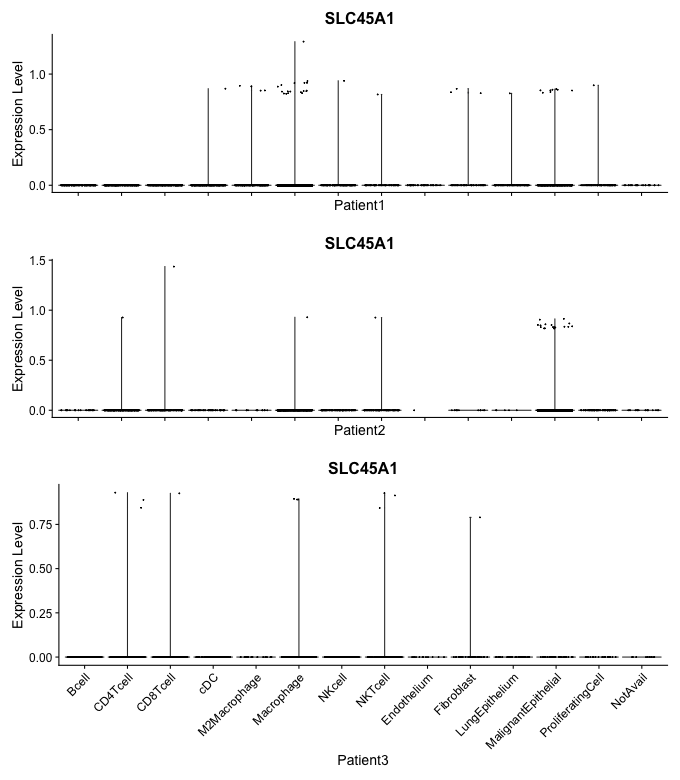 SLC45A1
Expression Level
1.0
0.5
0.0
Patient1
SLC45A1
Expression Level
1.5
1.0
0.5
0.0
Patient2
SLC45A1
Expression Level
0.75
0.50
0.25
0.00
Bcell
CD4Tcell
CD8Tcell
cDC
M2Macrophage
Macrophage
NKcell
NKTcell
Endothelium
Fibroblast
LungEpithelium
MalignantEpithelial
ProliferatingCell
NotAvail
Patient3